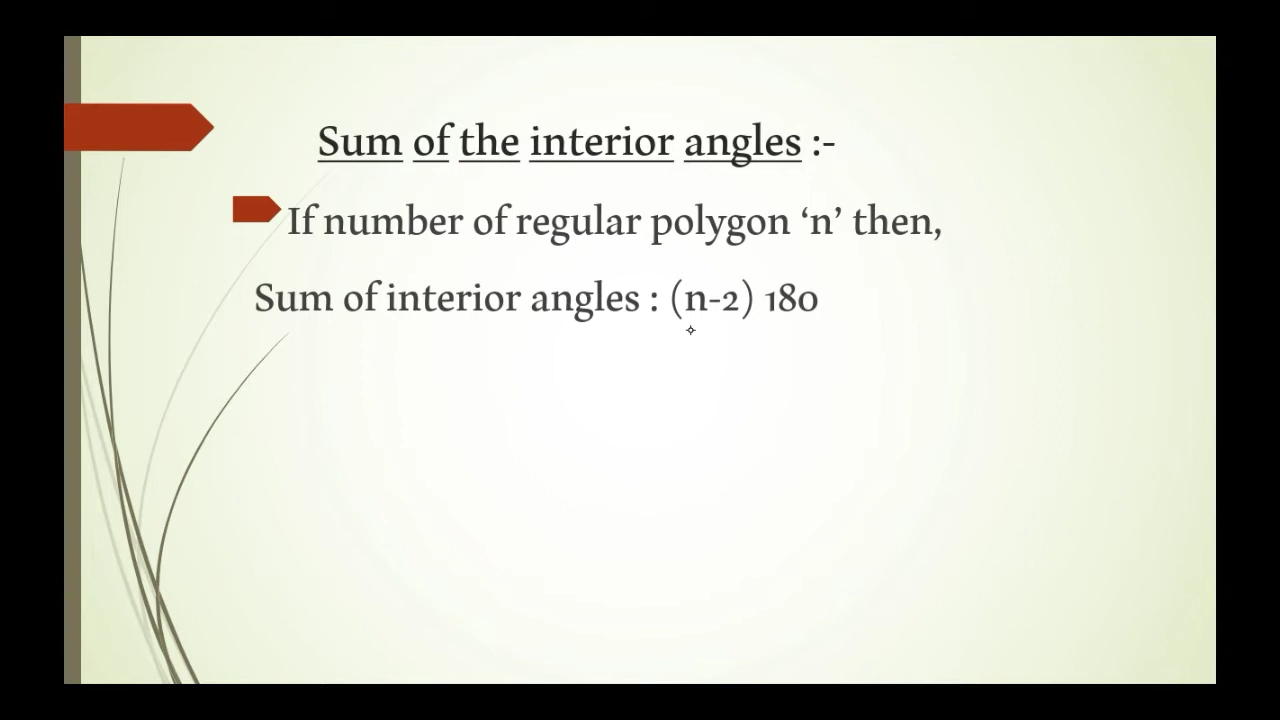 Sum of the interior angles :-
If number of regular polygon ‘n’ then,
Sum of interior angles : (n-2) 180